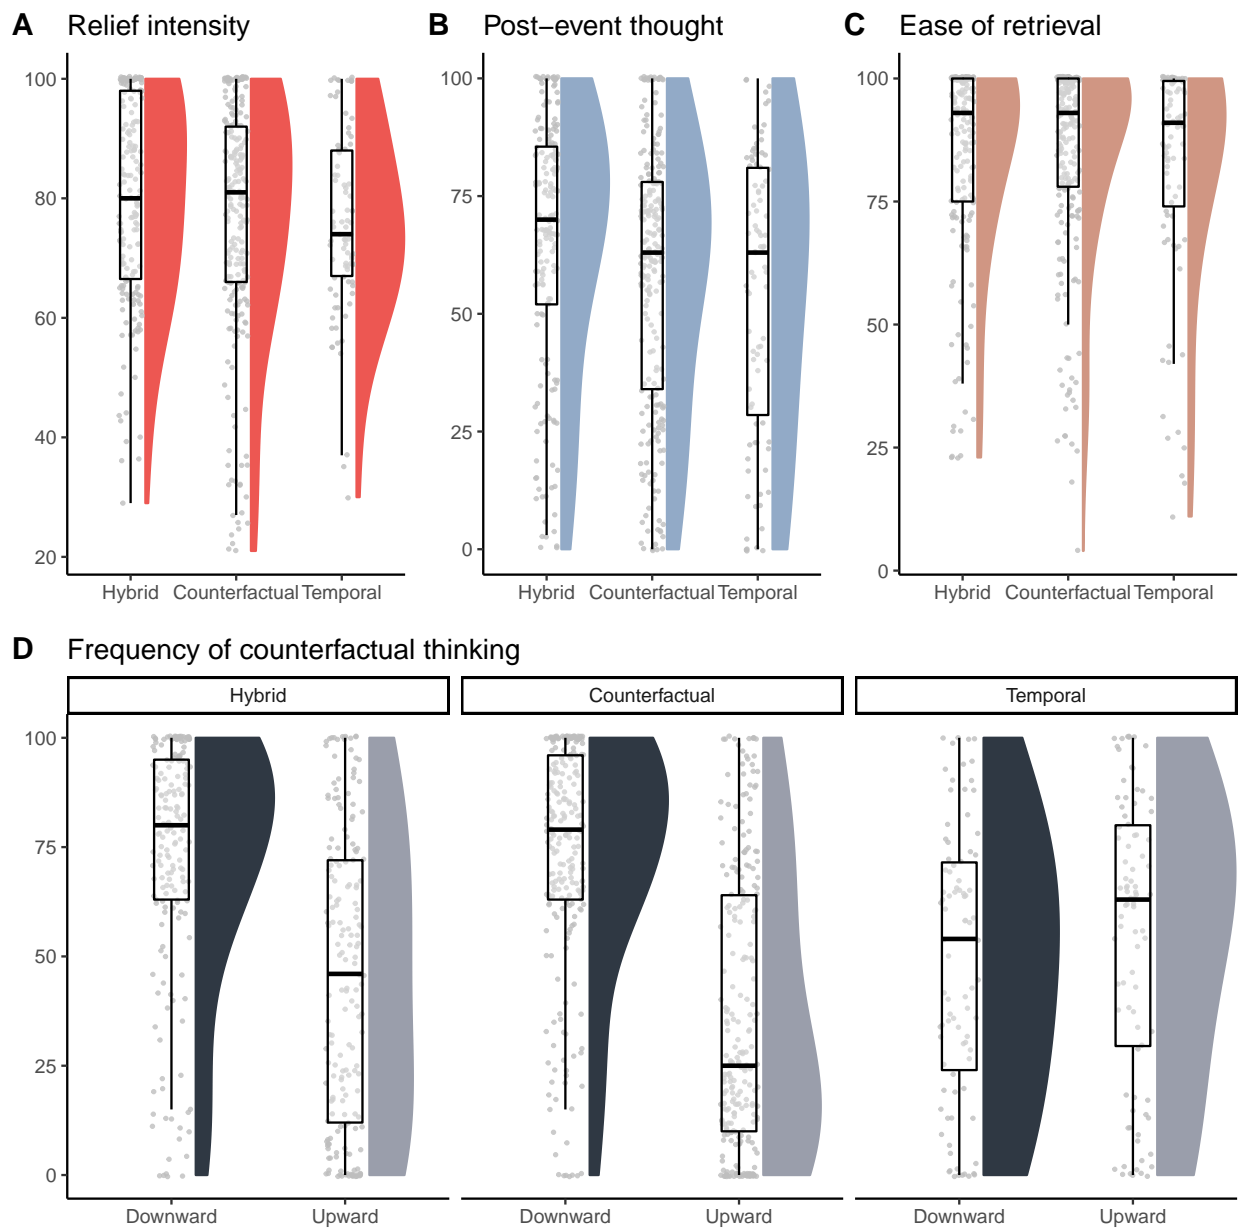 A Relief intensity
100
80
60
40
20
Hybrid Counterfactual Temporal
B Post−event thought
100
75
50
25
0
Hybrid Counterfactual Temporal
C Ease of retrieval
100
75
50
25
0
Hybrid Counterfactual Temporal
D Frequency of counterfactual thinking
Hybrid Counterfactual Temporal
100
75
50
25
0
Downward Upward Downward Upward Downward Upward